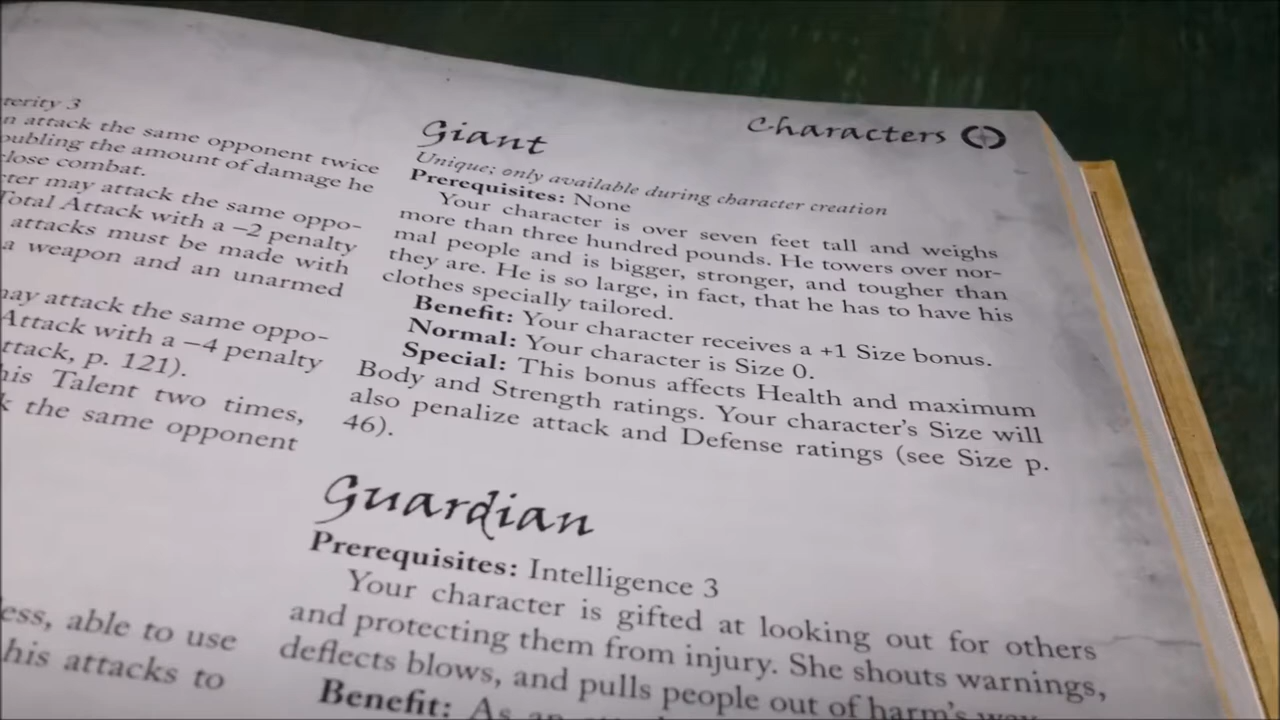 Characters
terity 3
n attack the same opponent twice
oubling the amount of damage he
close combat.
cter may attack the same oppo-
Total Attack with a –2 penalty
attacks must be made with
a weapon and an unarmed
may attack the same oppo-
Attack with a –4 penalty
ttack, p. 121).
his Talent two times,
k the same opponent
ess, able to use
his attacks to
Giant
Unique; only available during character creation
Prerequisites: None
Your character is over seven feet tall and weighs
more than three hundred pounds. He towers over nor-
mal people and is bigger, stronger, and tougher than
they are. He is so large, in fact, that he has to have his
clothes specially tailored.
Benefit: Your character receives a +1 Size bonus.
Normal: Your character is Size 0.
Special: This bonus affects Health and maximum
Body and Strength ratings. Your character's Size will
also penalize attack and Defense ratings (see Size p.
46).
Guardian
Prerequisites: Intelligence 3
Your character is gifted at looking out for others
and protecting them from injury. She shouts warnings,
deflects blows, and pulls people out of harm's way
Benefit: As an